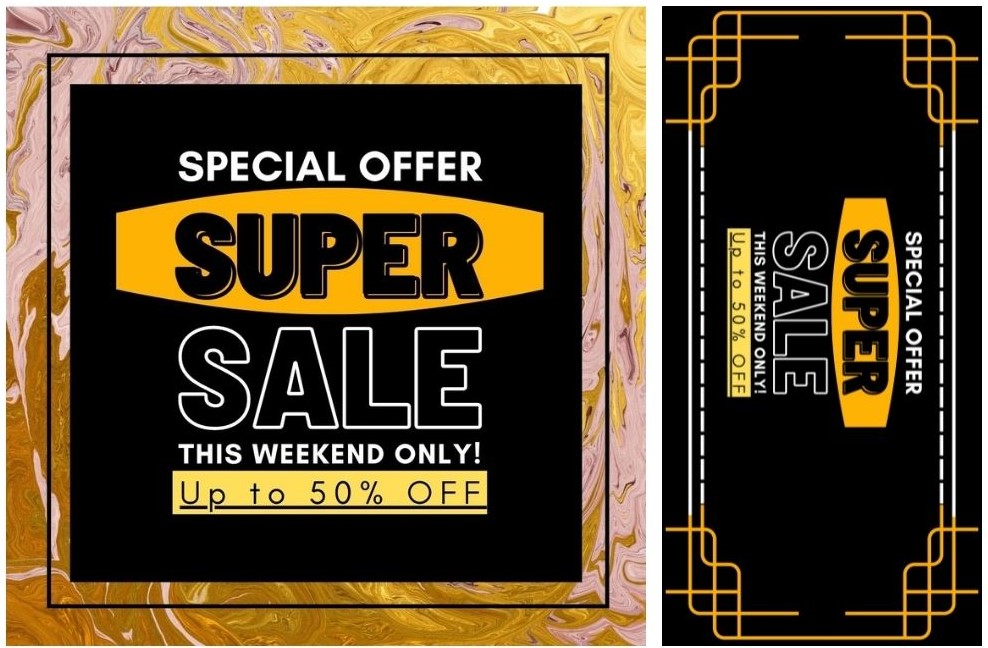 SPECIAL OFFER
SUPER
SALE
THIS WEEKEND ONLY!
Up to 50% OFF
SPECIAL OFFER
SUPER
SALE
THIS WEEKEND ONLY!
Up to 50% OFF